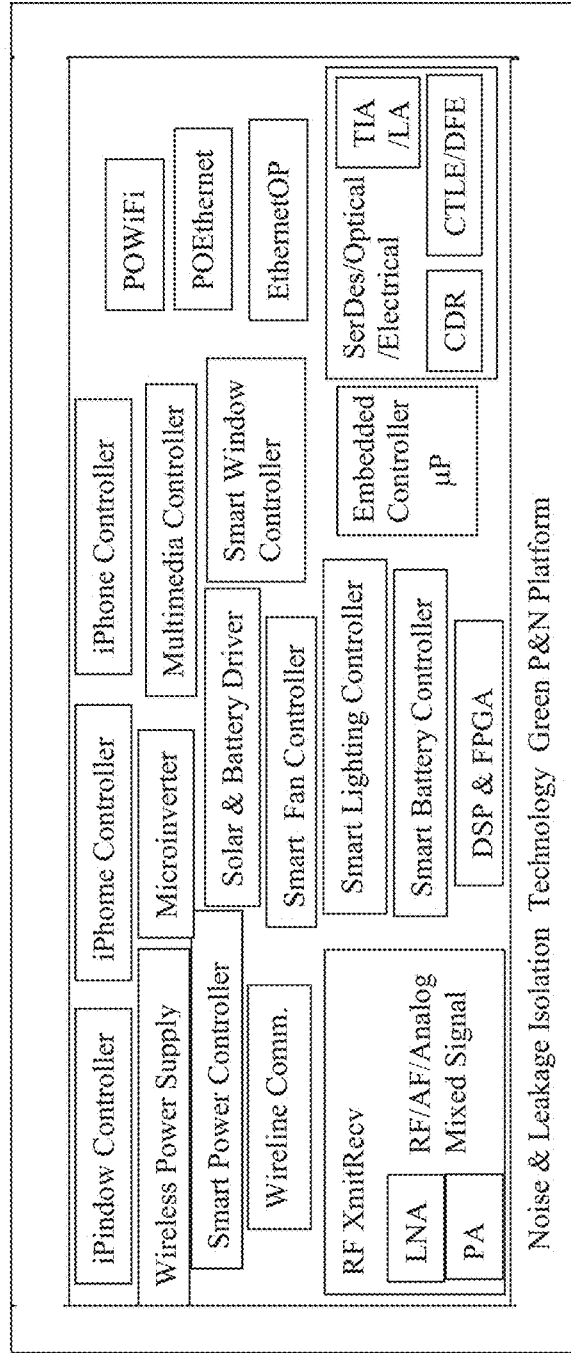 iPindow Controller
iPhome Controller
iPhone Controller
Wireless Power Supply
Microinverter
Multimedia Controller
POWiFi
Smart Power Controller
Solar & Battery Driver
Smart Window
Controller
POEthernet
Wireline Comm.
Smart Fan Controller
EthernetOP
RF XmitRecv
LNA
RF/AF/Analog
Mixed Signal
PA
Smart Lighting Controller
Smart Battery Controller
DSP & FPGA
Embedded
Controller
μP
SerDes/Optical
/Electrical
TIA
/LA
CDR
CTLE/DFE
Noise & Leakage Isolation Technology Green P&N Platform